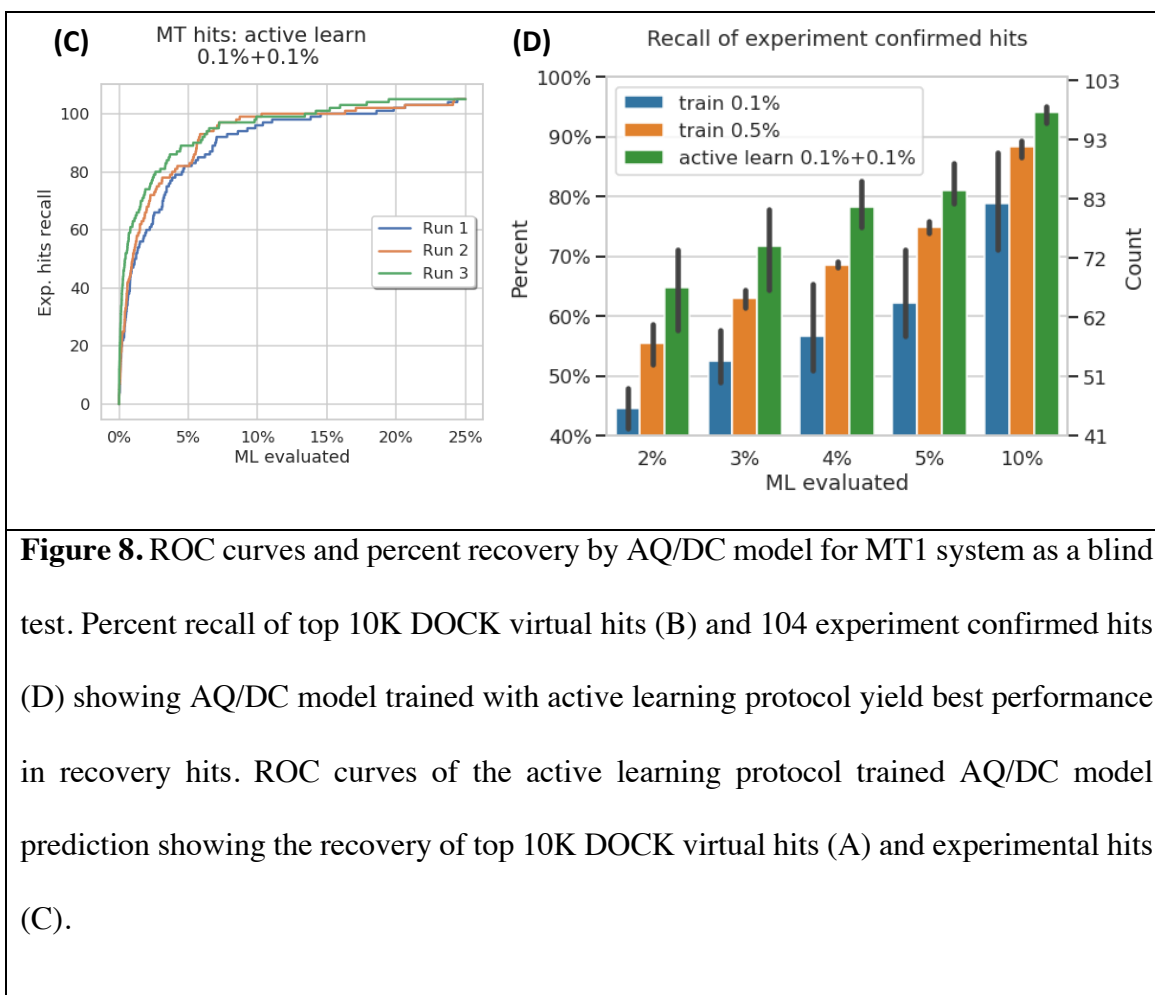 (C)
MT hits: active learn
0.1%+0.1%
Exp. hits recall
100
80
60
40
20
0
Run 1
Run 2
Run 3
0% 5% 10% 15% 20% 25%
ML evaluated
(D)
Recall of experiment confirmed hits
Percent
100%
90%
80%
70%
60%
50%
40%
train 0.1%
train 0.5%
active learn 0.1%+0.1%
103
93
83
72
62
51
41
Count
2% 3% 4% 5% 10%
ML evaluated
Figure 8. ROC curves and percent recovery by AQ/DC model for MT1 system as a blind
test. Percent recall of top 10K DOCK virtual hits (B) and 104 experiment confirmed hits
(D) showing AQ/DC model trained with active learning protocol yield best performance
in recovery hits. ROC curves of the active learning protocol trained AQ/DC model
prediction showing the recovery of top 10K DOCK virtual hits (A) and experimental hits
(C).